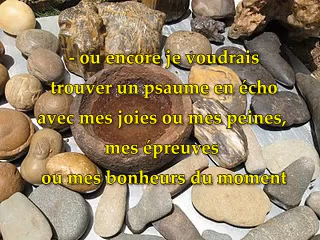 - ou encore je voudrais
trouver un psaume en écho
avec mes joies ou mes peines,
mes épreuves
ou mes bonheurs du moment